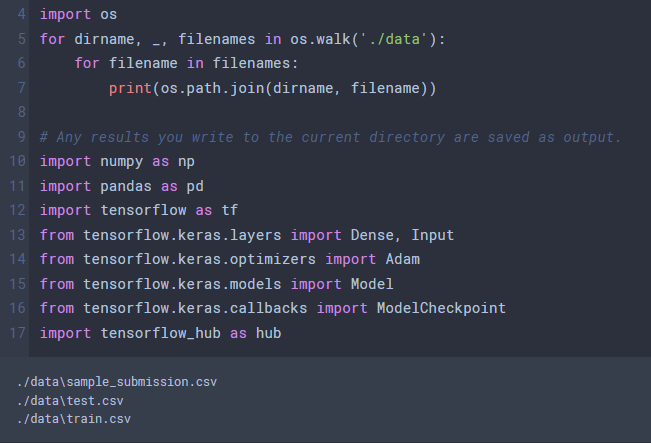 4 import os
5 for dirname, _, filenames in os.walk('./data'):
6     for filename in filenames:
7         print(os.path.join(dirname, filename))
8
9 # Any results you write to the current directory are saved as output.
10 import numpy as np
11 import pandas as pd
12 import tensorflow as tf
13 from tensorflow.keras.layers import Dense, Input
14 from tensorflow.keras.optimizers import Adam
15 from tensorflow.keras.models import Model
16 from tensorflow.keras.callbacks import ModelCheckpoint
17 import tensorflow_hub as hub
./data\sample_submission.csv
./data\test.csv
./data\train.csv